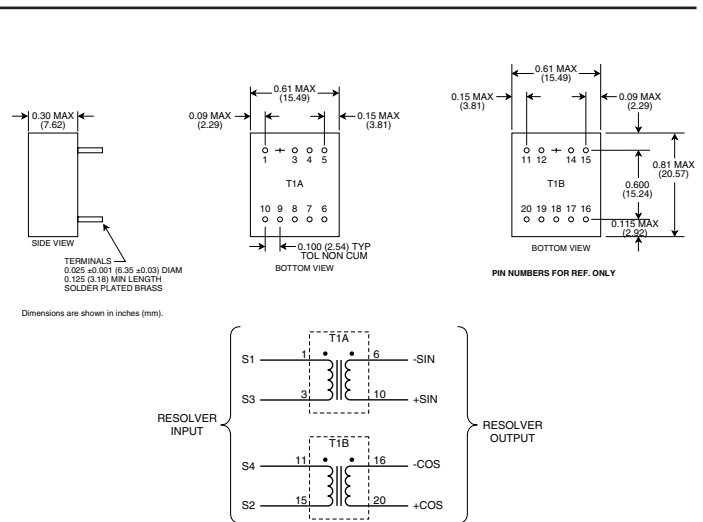 0.30 MAX
(7.62)
SIDE VIEW
TERMINALS
0.025 ±0.001 (6.35 ±0.03) DIAM
0.125 (3.18) MIN LENGTH
SOLDER PLATED BRASS
0.61 MAX
(15.49)
0.09 MAX
(2.29)
0.15 MAX
(3.81)
1 3 4 5
T1A
10 9 8 7 6
0.100 (2.54) TYP
TOL NON CUM
BOTTOM VIEW
0.61 MAX
(15.49)
0.15 MAX
(3.81)
0.09 MAX
(2.29)
11 12 14 15
T1B
20 19 18 17 16
0.81 MAX
(20.57)
0.600
(15.24)
0.115 MAX
(2.92)
BOTTOM VIEW
PIN NUMBERS FOR REF. ONLY
Dimensions are shown in inches (mm).
T1A
S1 1 6 -SIN
S3 3 10 +SIN
RESOLVER
INPUT
RESOLVER
OUTPUT
T1B
S4 11 16 -COS
S2 15 20 +COS